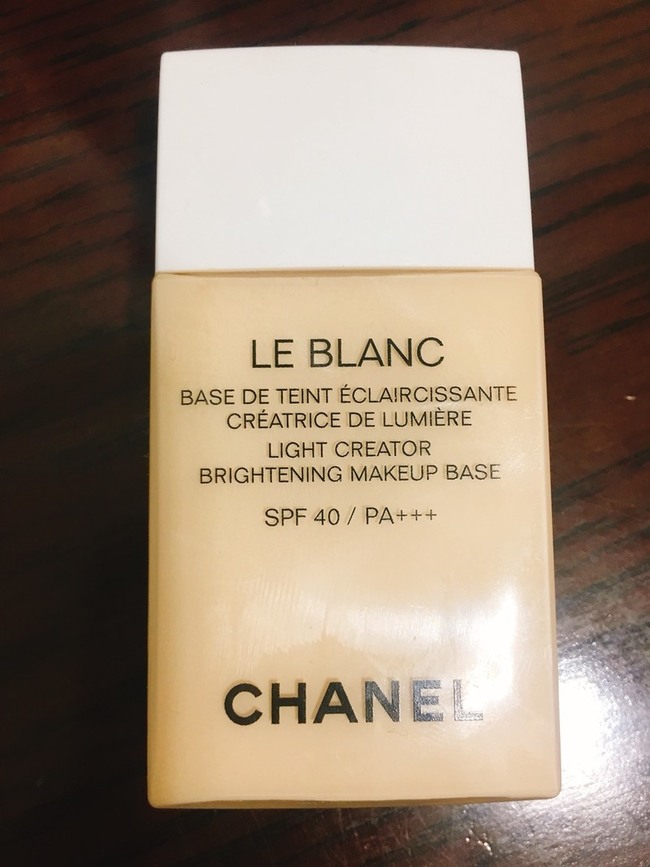 LE BLANC
BASE DE TEINT ÉCLAIRCISSANTE
CRÉATRICE DE LUMIÈRE
LIGHT CREATOR
BRIGHTENING MAKEUP BASE
SPF 40 / PA+++
CHANEL